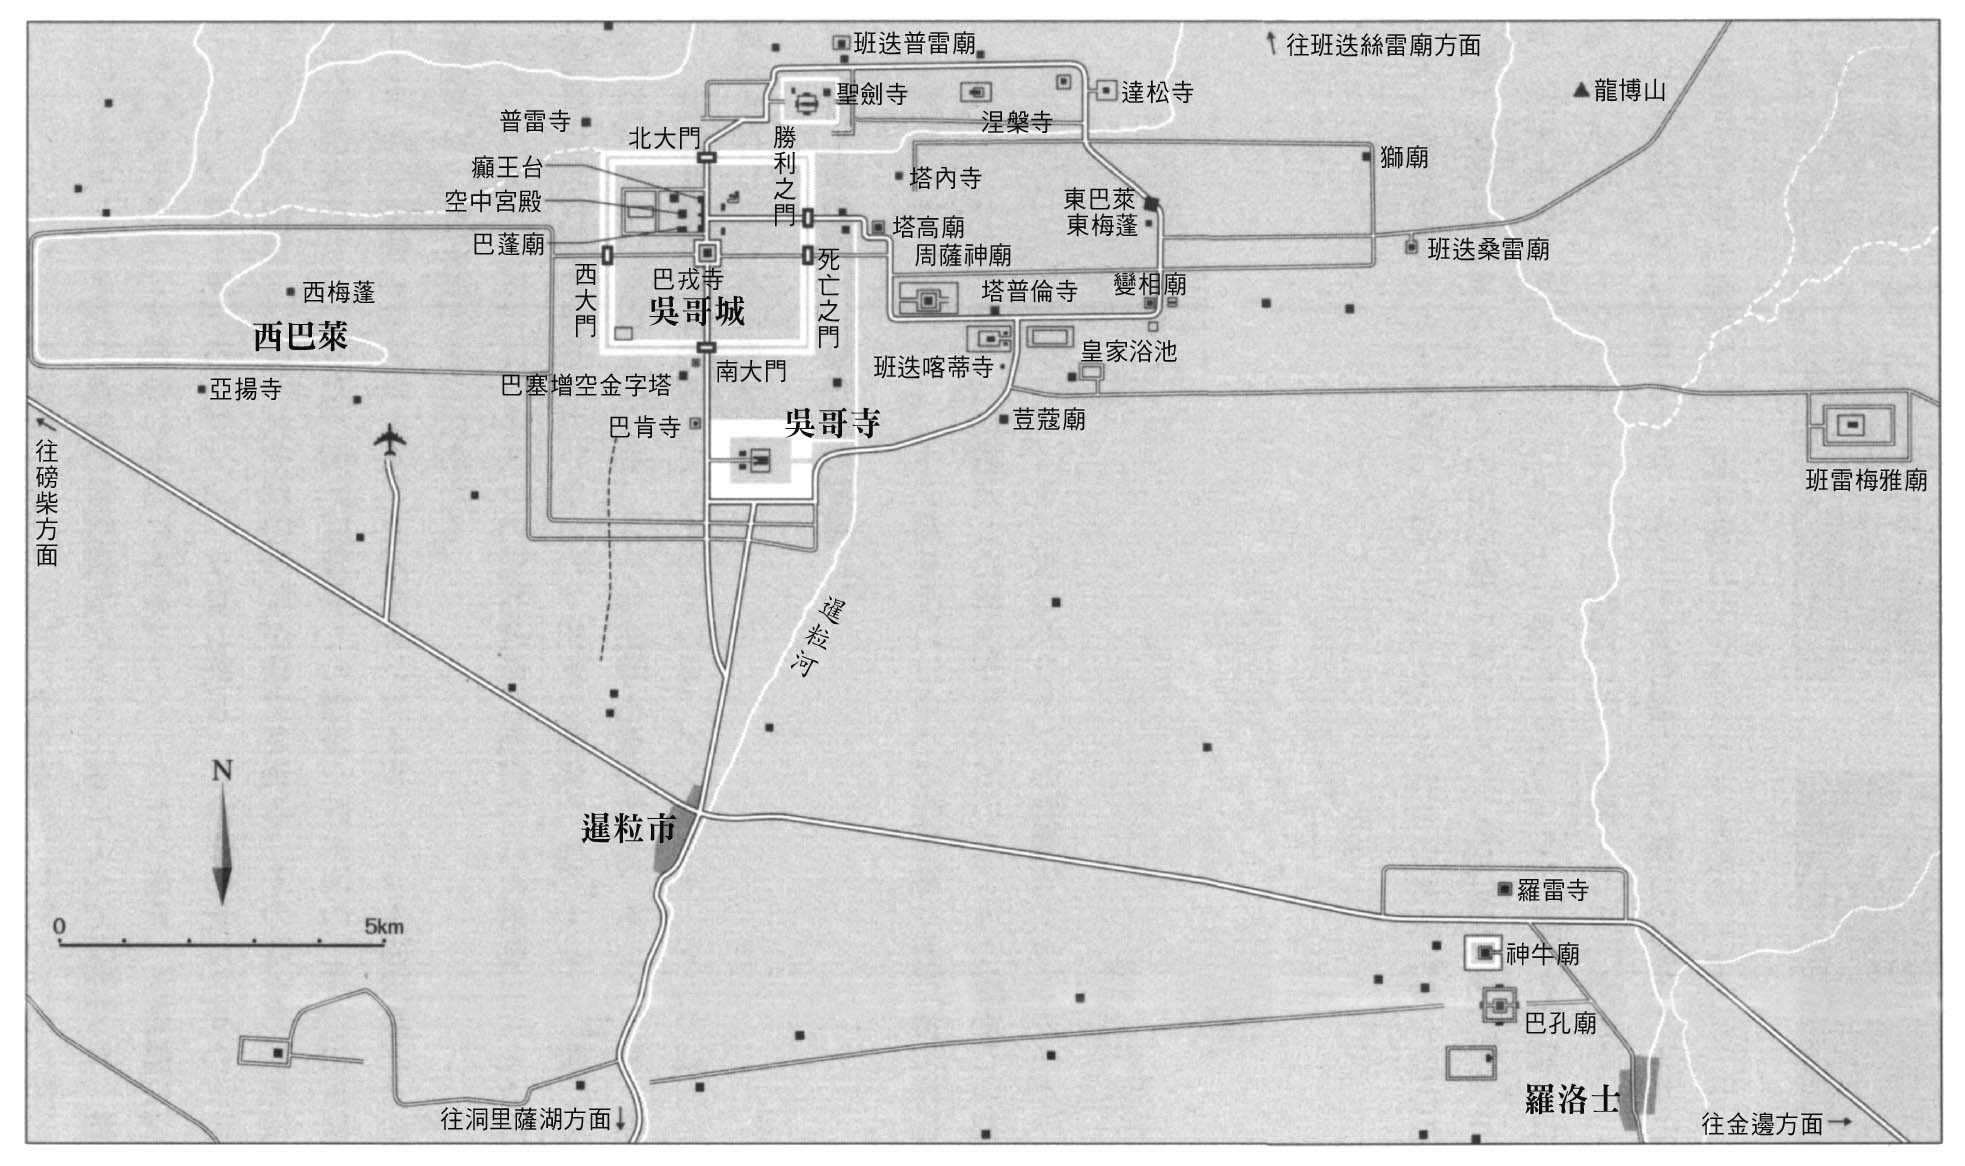 班迭普雷廟
往班迭絲雷廟方面
聖劍寺
達松寺
龍博山
普雷寺
北大門
勝利之門
涅槃寺
獅廟
癲王台
塔內寺
空中宮殿
東巴萊
東梅蓬
巴蓬廟
塔高廟
周薩神廟
班迭桑雷廟
西大門
巴戎寺
死亡之門
吳哥城
塔普倫寺
變相廟
西梅蓬
西巴萊
亞揚寺
南大門
巴塞增空金字塔
班迭喀蒂寺
皇家浴池
巴肯寺
吳哥寺
荳蔻廟
往磅柴方面
班雷梅雅廟
暹粒河
N
暹粒市
0
5km
羅雷寺
神牛廟
巴孔廟
羅洛士
往洞里薩湖方面
往金邊方面